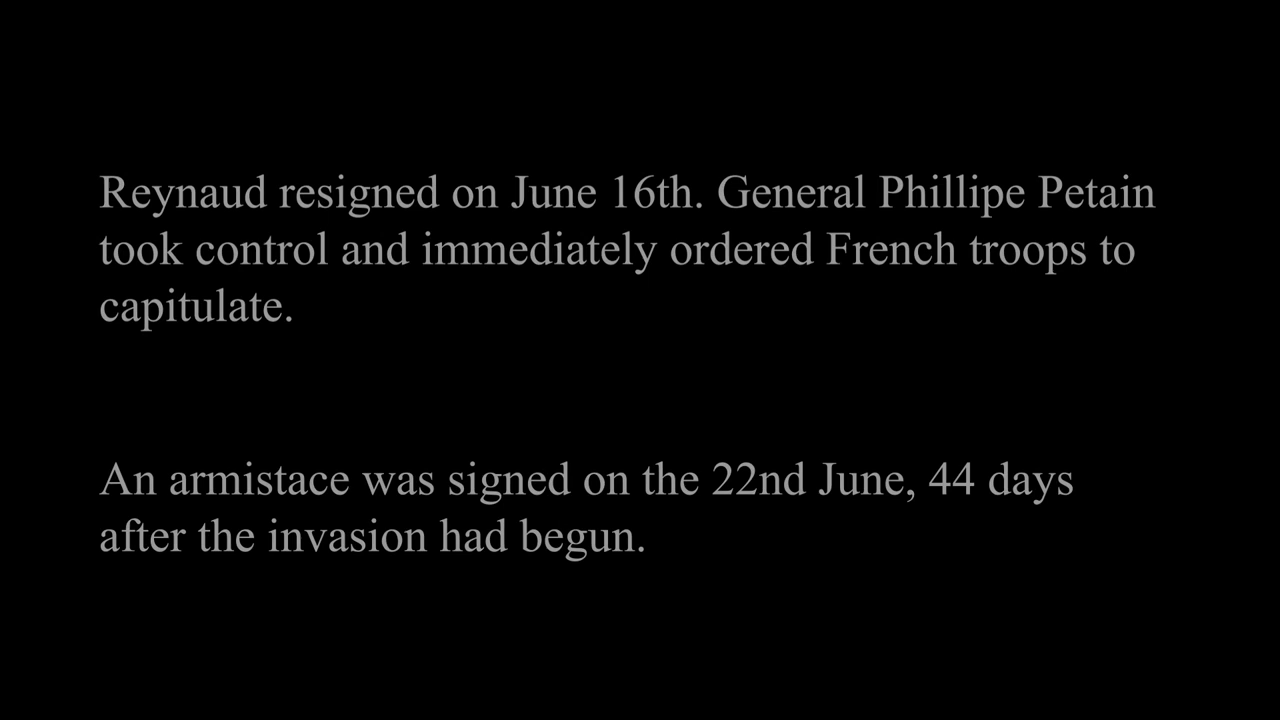 Reynaud resigned on June 16th. General Phillipe Petain
took control and immediately ordered French troops to
capitulate.
An armistace was signed on the 22nd June, 44 days
after the invasion had begun.